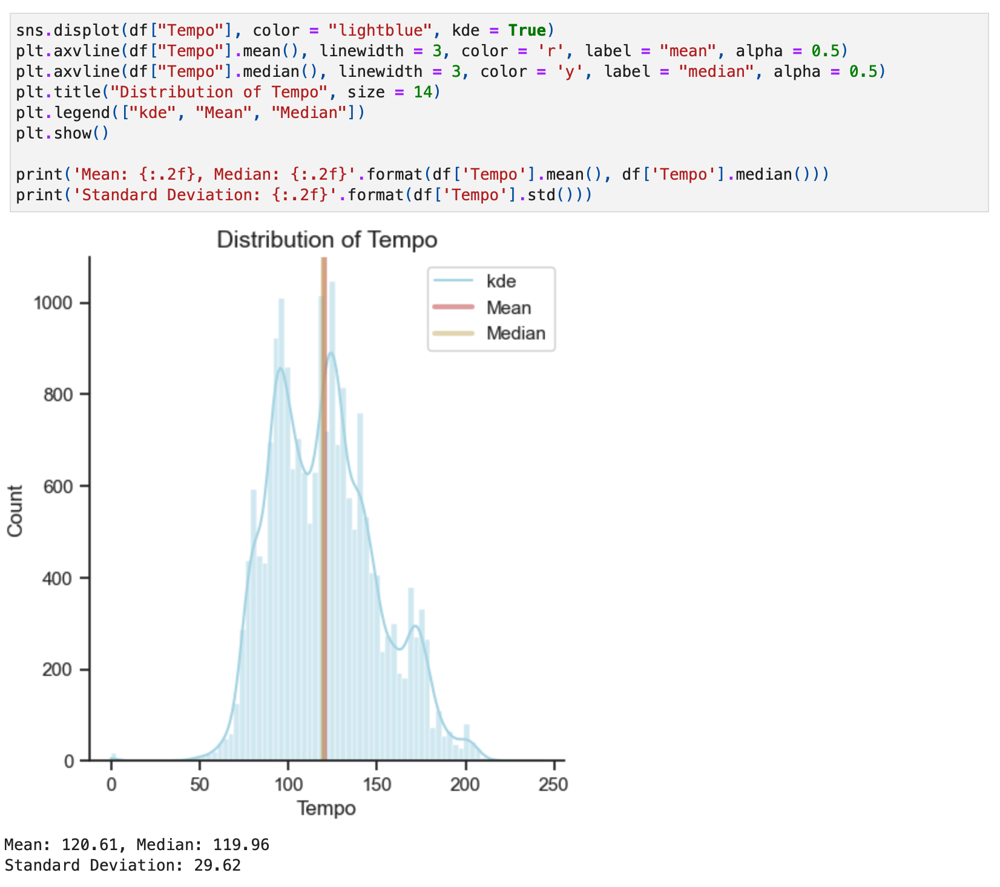 sns.displot(df["Tempo"], color = "lightblue", kde = True)
plt.axvline(df["Tempo"].mean(), linewidth = 3, color = 'r', label = "mean", alpha = 0.5)
plt.axvline(df["Tempo"].median(), linewidth = 3, color = 'y', label = "median", alpha = 0.5)
plt.title("Distribution of Tempo", size = 14)
plt.legend(["kde", "Mean", "Median"])
plt.show()
print('Mean: {:.2f}, Median: {:.2f}'.format(df['Tempo'].mean(), df['Tempo'].median()))
print('Standard Deviation: {:.2f}'.format(df['Tempo'].std()))
Distribution of Tempo
kde
Mean
Median
1000
800
600
400
200
0
Count
0 50 100 150 200 250
Tempo
Mean: 120.61, Median: 119.96
Standard Deviation: 29.62